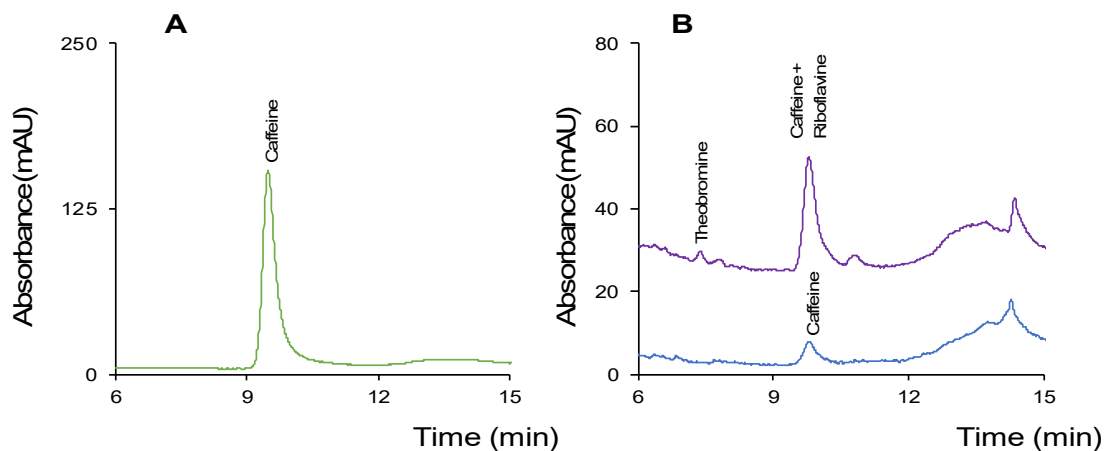 A
250
125
0
Absorbance(mAU)
Caffeine
6
9
12
15
Time (min)
B
80
60
40
20
0
Absorbance(mAU)
Theobromine
Caffeine +
Riboflavine
Caffeine
6
9
12
15
Time (min)